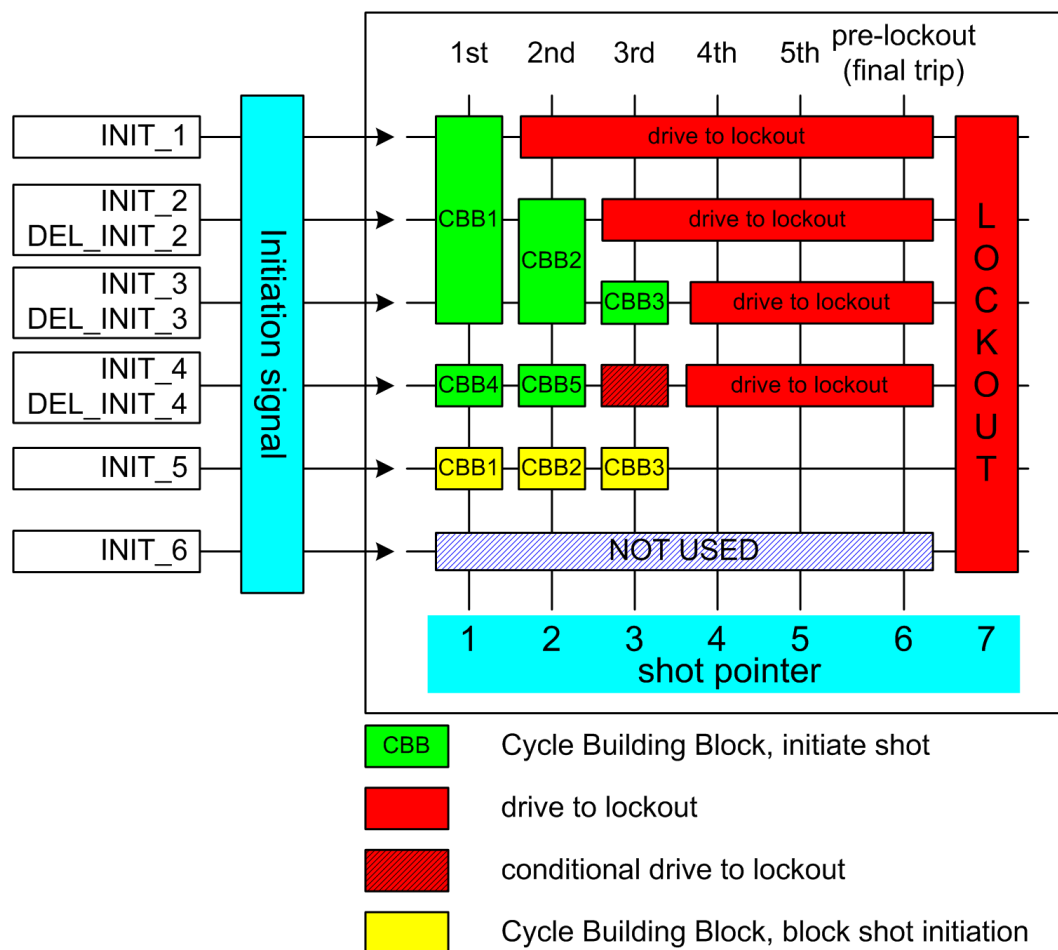 1st 2nd 3rd 4th 5th pre-lockout
(final trip)
INIT_1
drive to lockout
INIT_2
DEL_INIT_2
CBB1
CBB2
drive to lockout
INIT_3
DEL_INIT_3
CBB3
drive to lockout
INIT_4
DEL_INIT_4
CBB4
CBB5
drive to lockout
INIT_5
CBB1
CBB2
CBB3
INIT_6
NOT USED
Initiation signal
LOCKOUT
1 2 3 4 5 6 7
shot pointer
CBB Cycle Building Block, initiate shot
drive to lockout
conditional drive to lockout
Cycle Building Block, block shot initiation